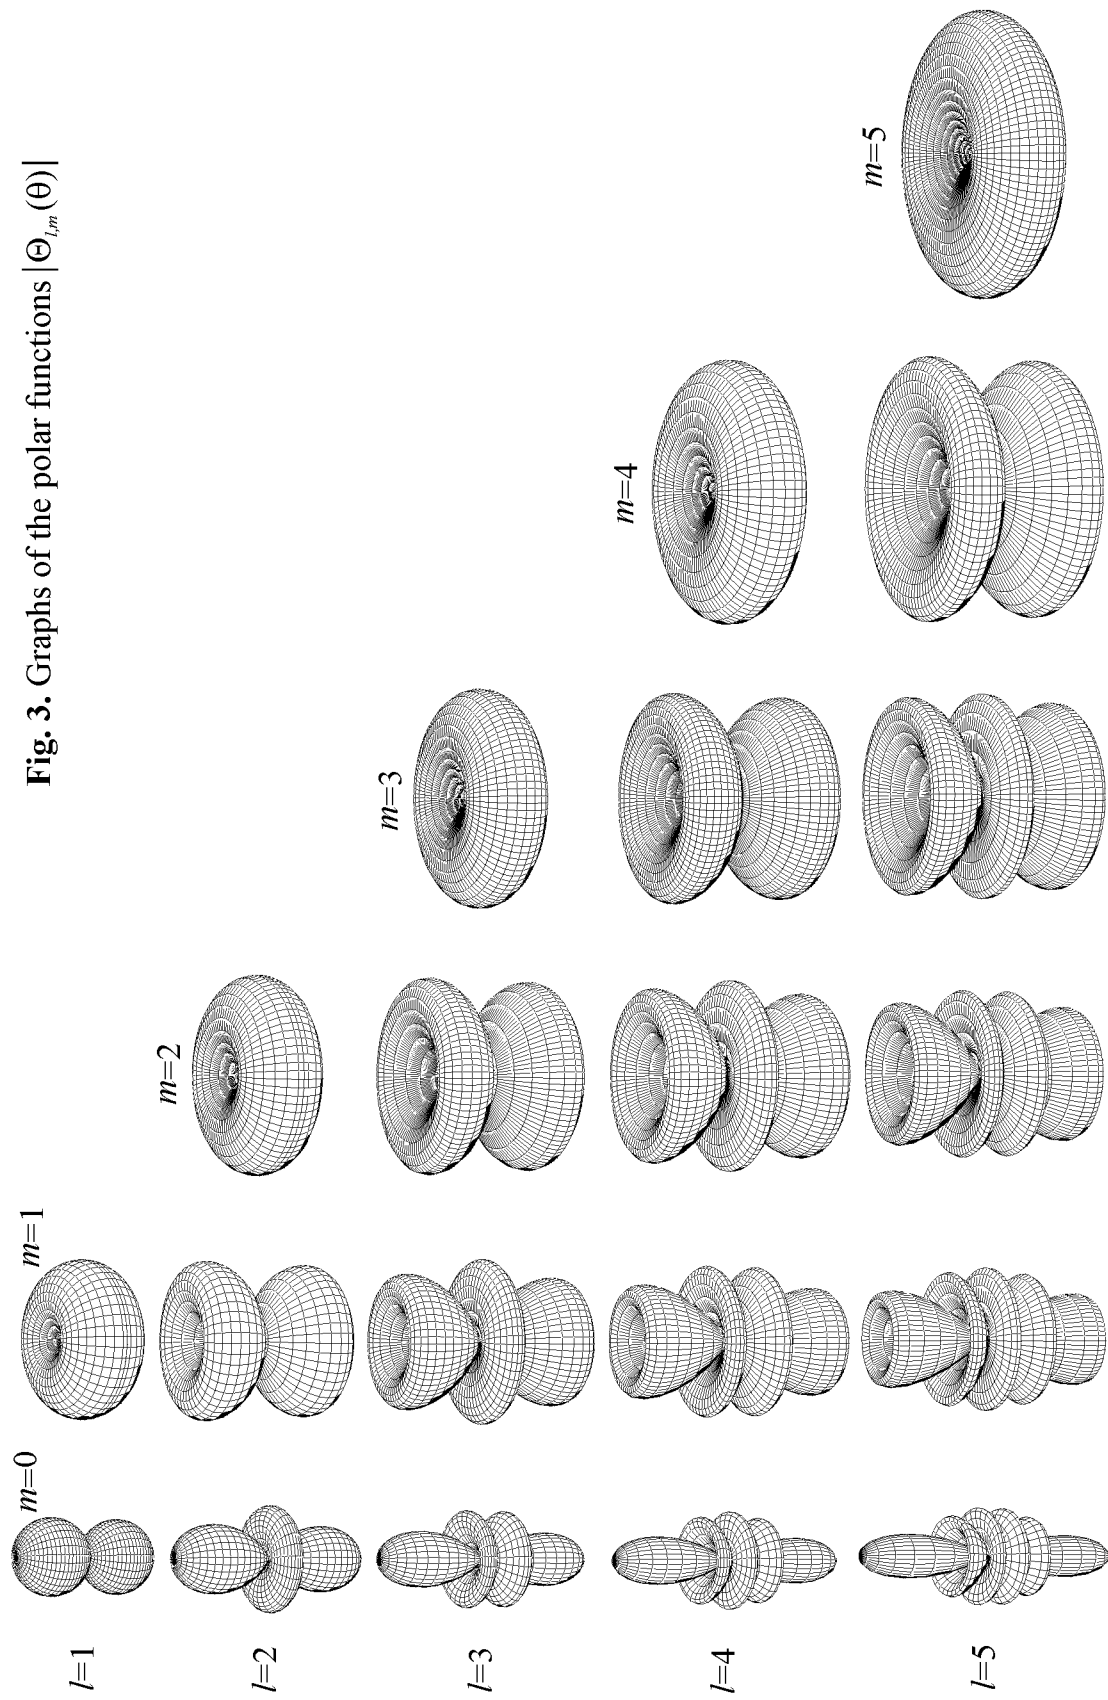 Fig. 3. Graphs of the polar functions |Θl,m(θ)|
m=0
m=1
m=2
m=3
m=4
m=5
l=1
l=2
l=3
l=4
l=5